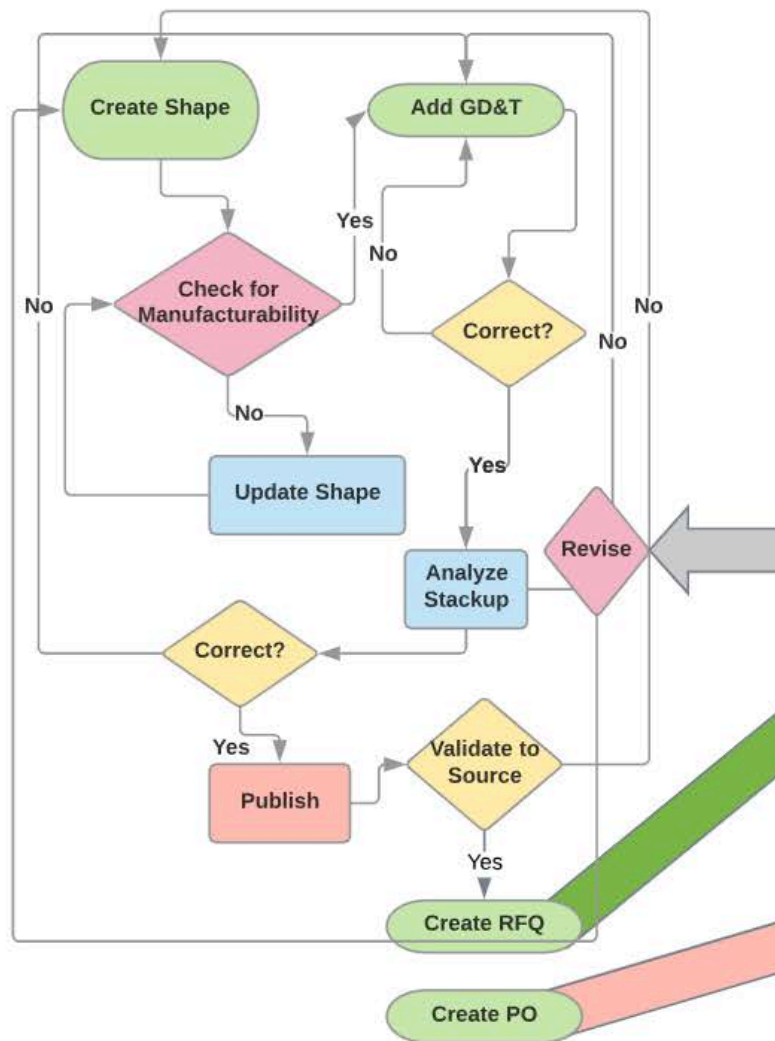 Create Shape
Add GD&T
Yes
No
Check for
Manufacturability
No
Correct?
No
No
No
Yes
Update Shape
Revise
Analyze
Stackup
Correct?
Yes
Validate to
Source
Publish
Yes
Create RFQ
Create PO